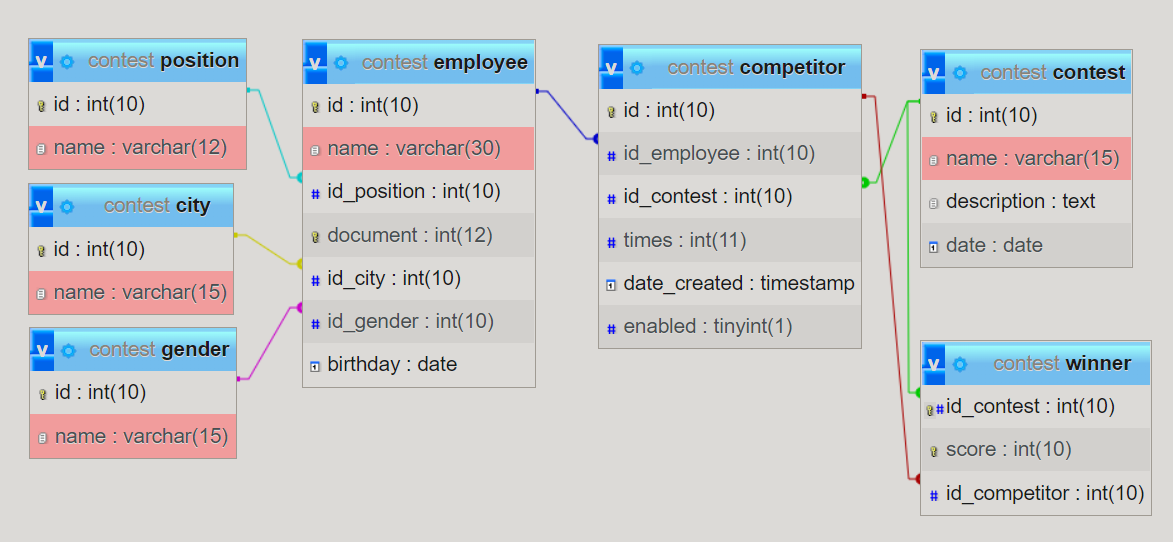 v contest position
id : int(10)
name : varchar(12)
v contest city
id : int(10)
name : varchar(15)
v contest gender
id : int(10)
name : varchar(15)
v contest employee
id : int(10)
name : varchar(30)
# id_position : int(10)
document : int(12)
# id_city : int(10)
# id_gender : int(10)
1 birthday : date
v contest competitor
id : int(10)
# id_employee : int(10)
# id_contest : int(10)
# times : int(11)
1 date_created : timestamp
# enabled : tinyint(1)
v contest contest
id : int(10)
name : varchar(15)
description : text
1 date : date
v contest winner
# id_contest : int(10)
score : int(10)
# id_competitor : int(10)